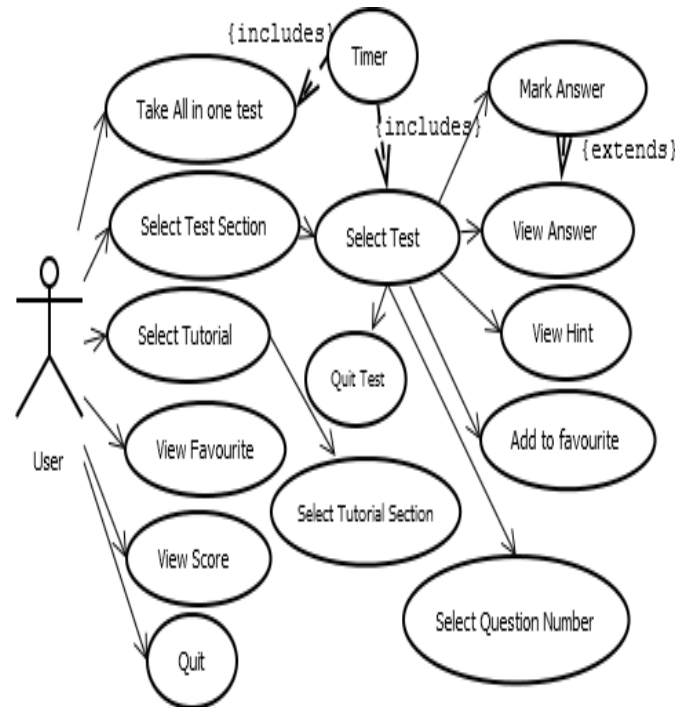 {includes}
Timer
Take All in one test
Mark Answer
{includes}
{extends}
Select Test Section
Select Test
View Answer
Select Tutorial
View Hint
Quit Test
User
View Favourite
Add to favourite
Select Tutorial Section
View Score
Select Question Number
Quit